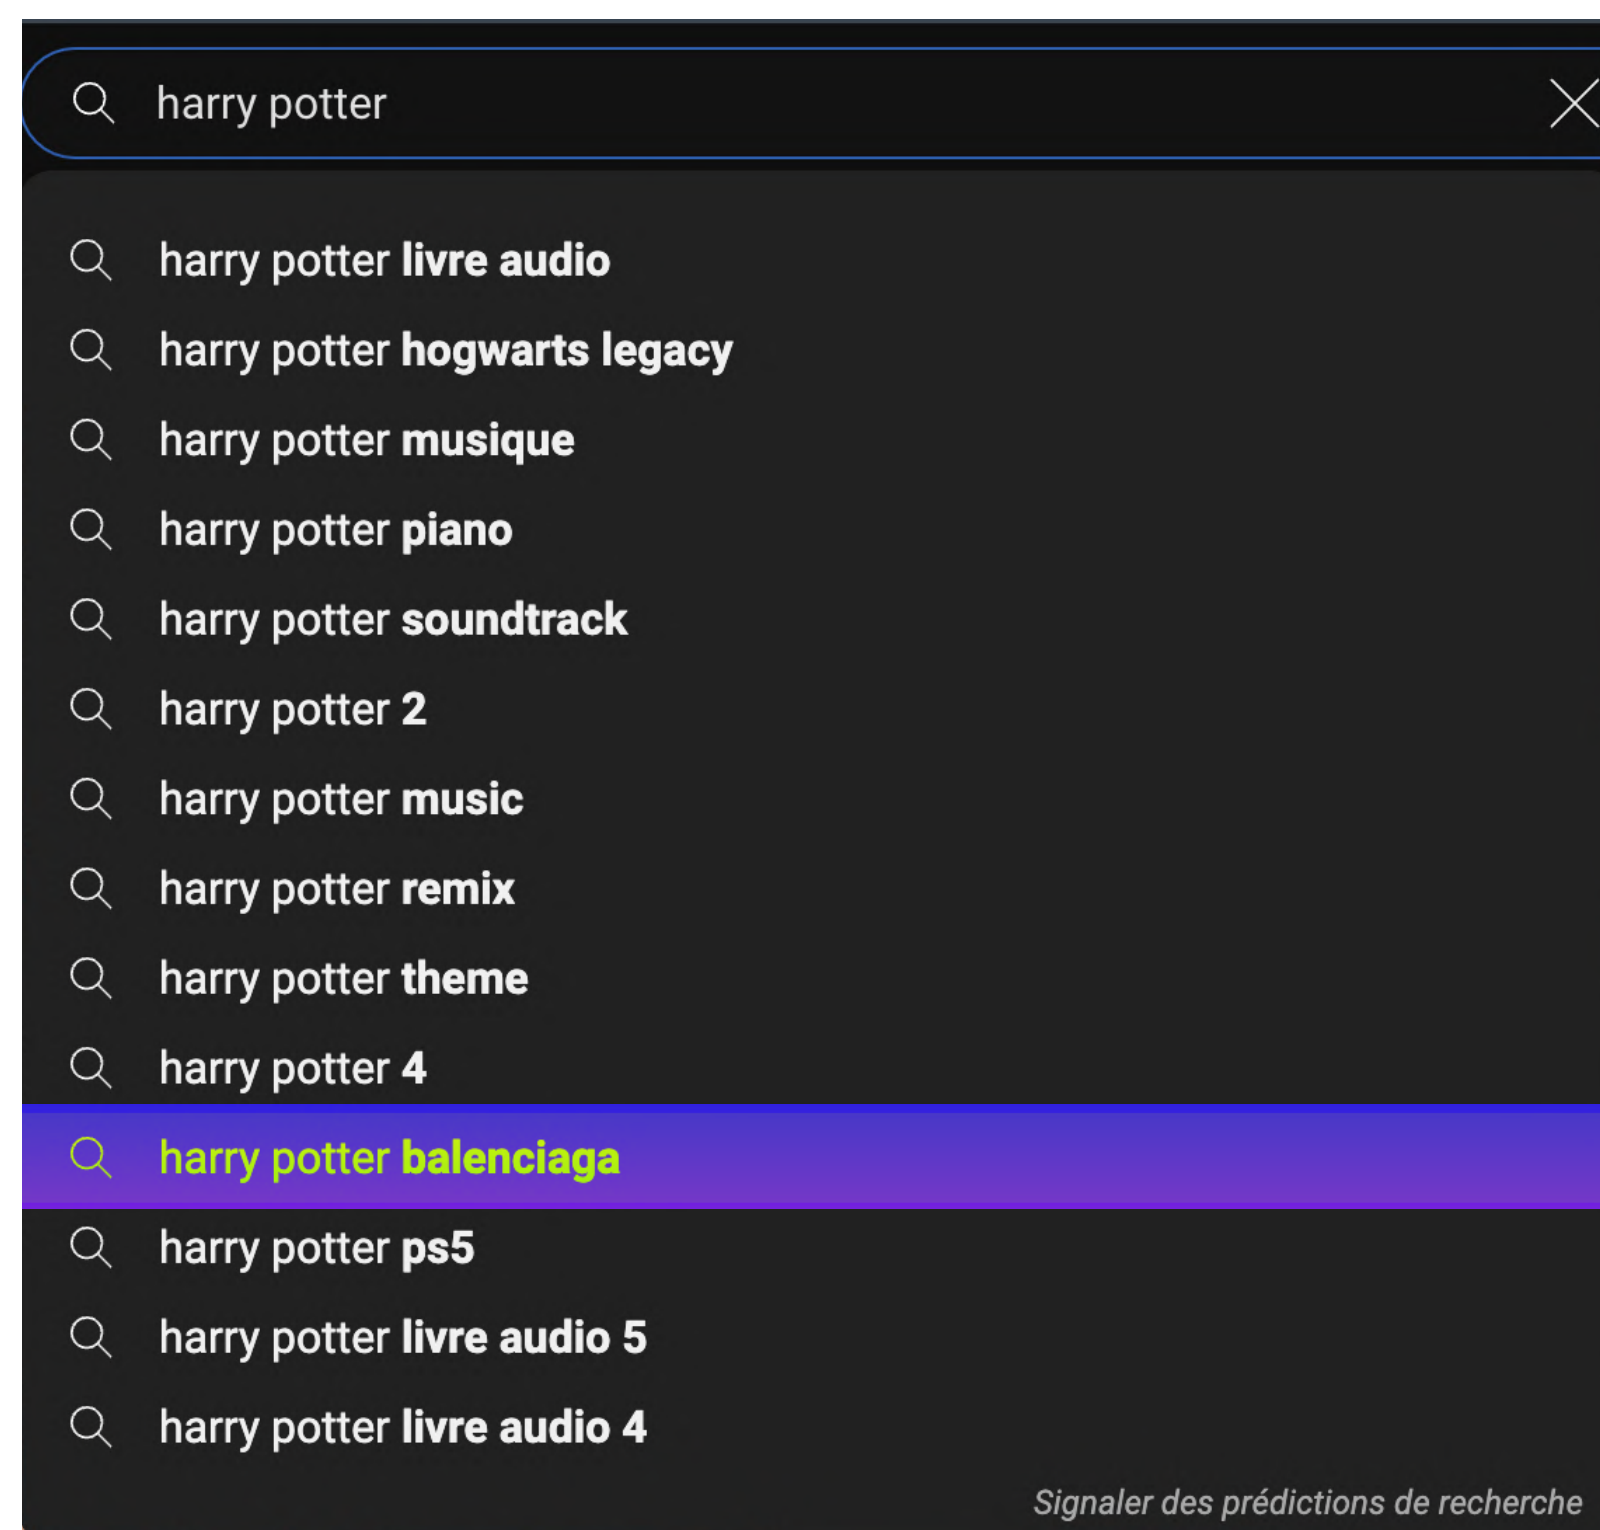 harry potter
harry potter livre audio
harry potter hogwarts legacy
harry potter musique
harry potter piano
harry potter soundtrack
harry potter 2
harry potter music
harry potter remix
harry potter theme
harry potter 4
harry potter balenciaga
harry potter ps5
harry potter livre audio 5
harry potter livre audio 4
Signaler des prédictions de recherche